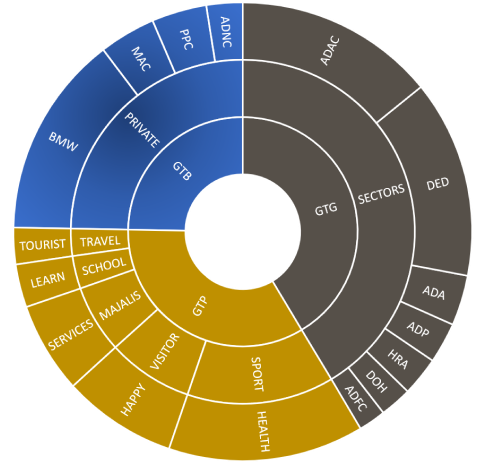 ADAC
DED
ADA
ADP
HRA
DOH
ADFC
SECTORS
GTG
HEALTH
HAPPY
SERVICES
LEARN
TOURIST
SPORT
VISITOR
MAJALIS
SCHOOL
TRAVEL
GTP
BMW
MAC
PPC
ADNC
PRIVATE
GTB